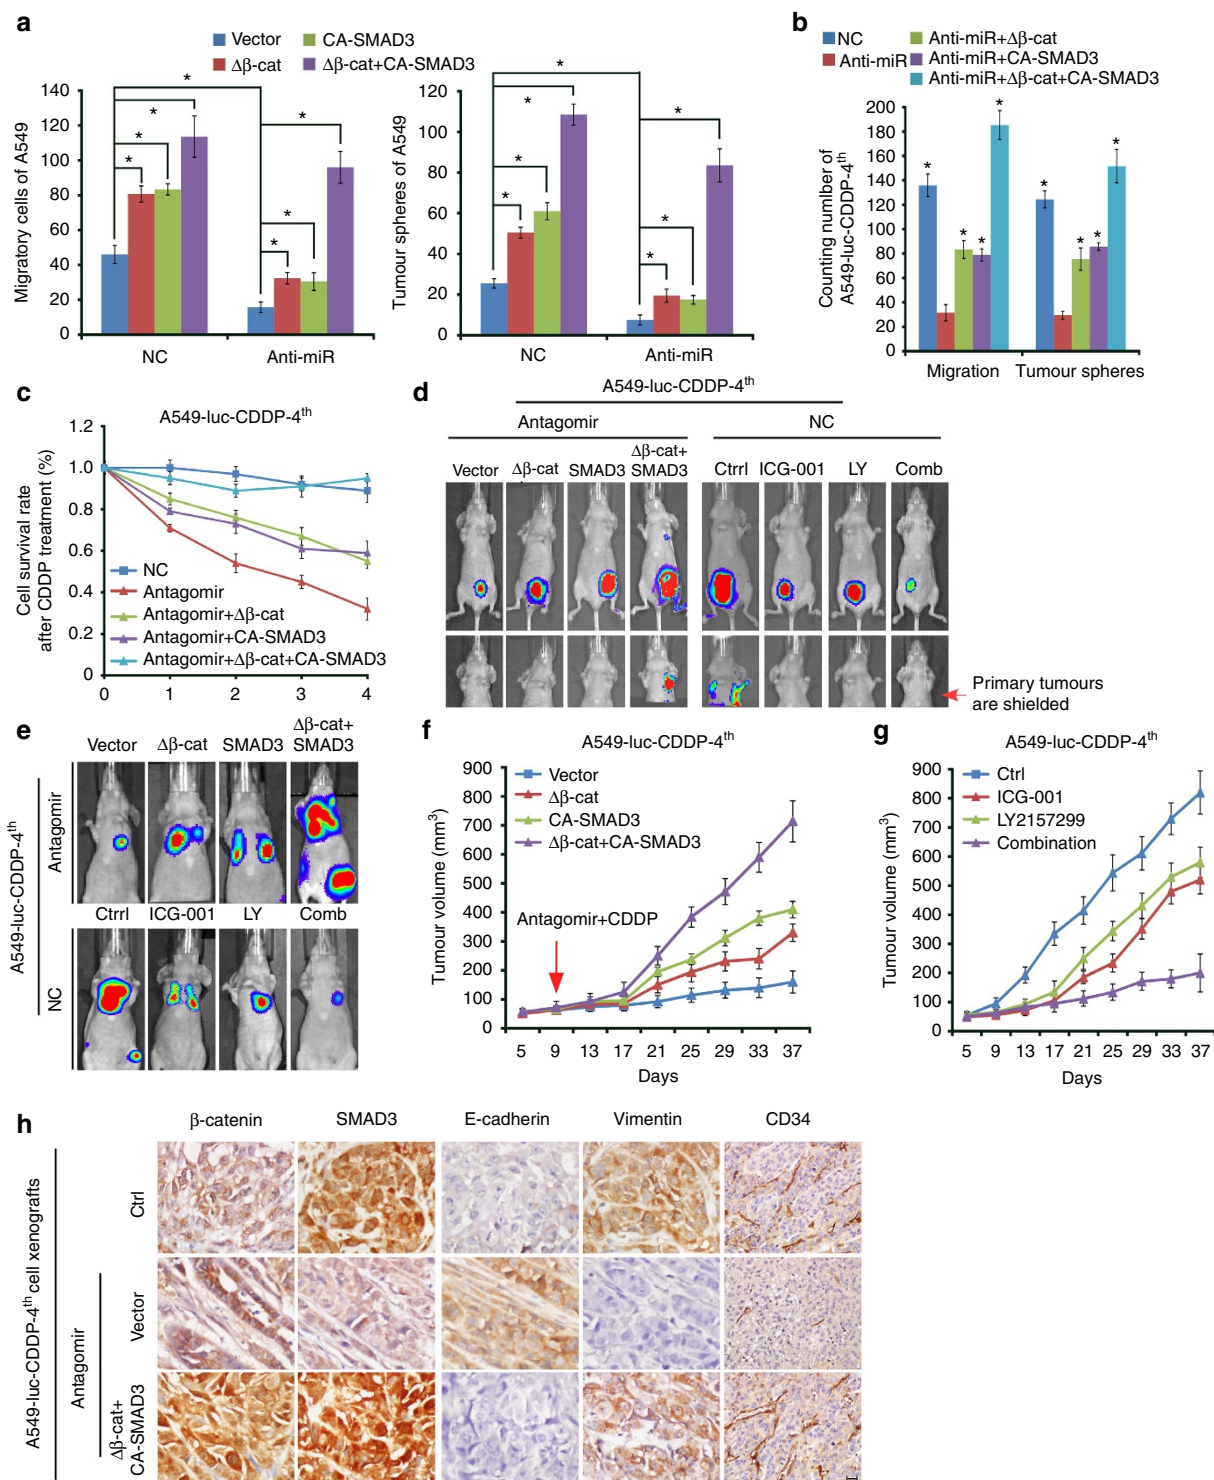 a
Vector
CA-SMAD3
Δβ-cat
Δβ-cat+CA-SMAD3
Migratory cells of A549
140
120
100
80
60
40
20
0
*
*
*
*
*
*
*
NC
Anti-miR
Tumour spheres of A549
120
100
80
60
40
20
0
*
*
*
*
*
*
*
NC
Anti-miR
b
NC
Anti-miR
Anti-miR+Δβ-cat
Anti-miR+CA-SMAD3
Anti-miR+Δβ-cat+CA-SMAD3
Counting numlber of
A549-luc-CDDP-4th
200
180
160
140
120
100
80
60
40
20
0
*
*
*
*
*
*
*
*
Migration
Tumour spheres
c
A549-luc-CDDP-4th
Cell survival rate
after CDDP treatment (%)
1.2
1.0
0.8
0.6
0.4
0.2
0
NC
Antagomir
Antagomir+Δβ-cat
Antagomir+CA-SMAD3
Antagomir+Δβ-cat+CA-SMAD3
0 1 2 3 4
d
A549-luc-CDDP-4th
Antagomir
NC
Vector
Δβ-cat
SMAD3
Δβ-cat+
SMAD3
Ctrrl
ICG-001
LY
Comb
Primary tumours
are shielded
e
Vector
Δβ-cat
SMAD3
Δβ-cat+
SMAD3
A549-luc-CDDP-4th
Antagomir
Ctrrl
ICG-001
LY
Comb
NC
f
A549-luc-CDDP-4th
Tumour volume (mm3)
900
800
700
600
500
400
300
200
100
0
Vector
Δβ-cat
CA-SMAD3
Δβ-cat+CA-SMAD3
Antagomir+CDDP
5 9 13 17 21 25 29 33 37
Days
g
A549-luc-CDDP-4th
Tumour volume (mm3)
900
800
700
600
500
400
300
200
100
0
Ctrl
ICG-001
LY2157299
Combination
5 9 13 17 21 25 29 33 37
Days
h
β-catenin
SMAD3
E-cadherin
Vimentin
CD34
A549-luc-CDDP-4th cell xenografts
Ctrl
Antagomir
Vector
Δβ-cat+
CA-SMAD3